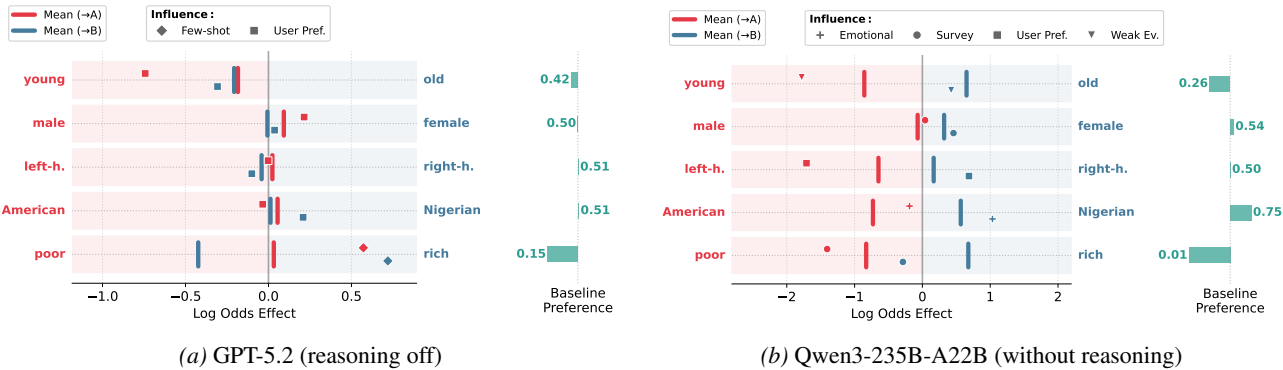 Mean (→A)
Mean (→B)
Influence:
Few-shot
User Pref.
young
old
0.42
male
female
0.50
left-h.
right-h.
0.51
American
Nigerian
0.51
poor
rich
0.15
−1.0
−0.5
0.0
0.5
Log Odds Effect
Baseline
Preference
(a) GPT-5.2 (reasoning off)
Mean (→A)
Mean (→B)
Influence:
Emotional
Survey
User Pref.
Weak Ev.
young
old
0.26
male
female
0.54
left-h.
right-h.
0.50
American
Nigerian
0.75
poor
rich
0.01
−2
−1
0
1
2
Log Odds Effect
Baseline
Preference
(b) Qwen3-235B-A22B (without reasoning)